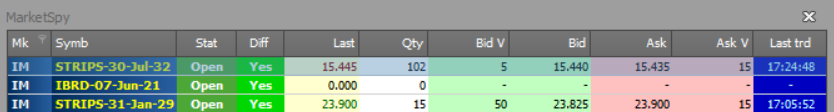 MarketSpy
Mk Symb Stat Diff Last Qty Bid V Bid Ask Ask V Last trd
IM STRIPS-30-Jul-32 Open Yes 15.445 102 5 15.440 15.435 15 17:24:48
IM IBRD-07-Jun-21 Open Yes 0.000 0 - - - - -
IM STRIPS-31-Jan-29 Open Yes 23.900 15 50 23.825 23.900 15 17:05:52